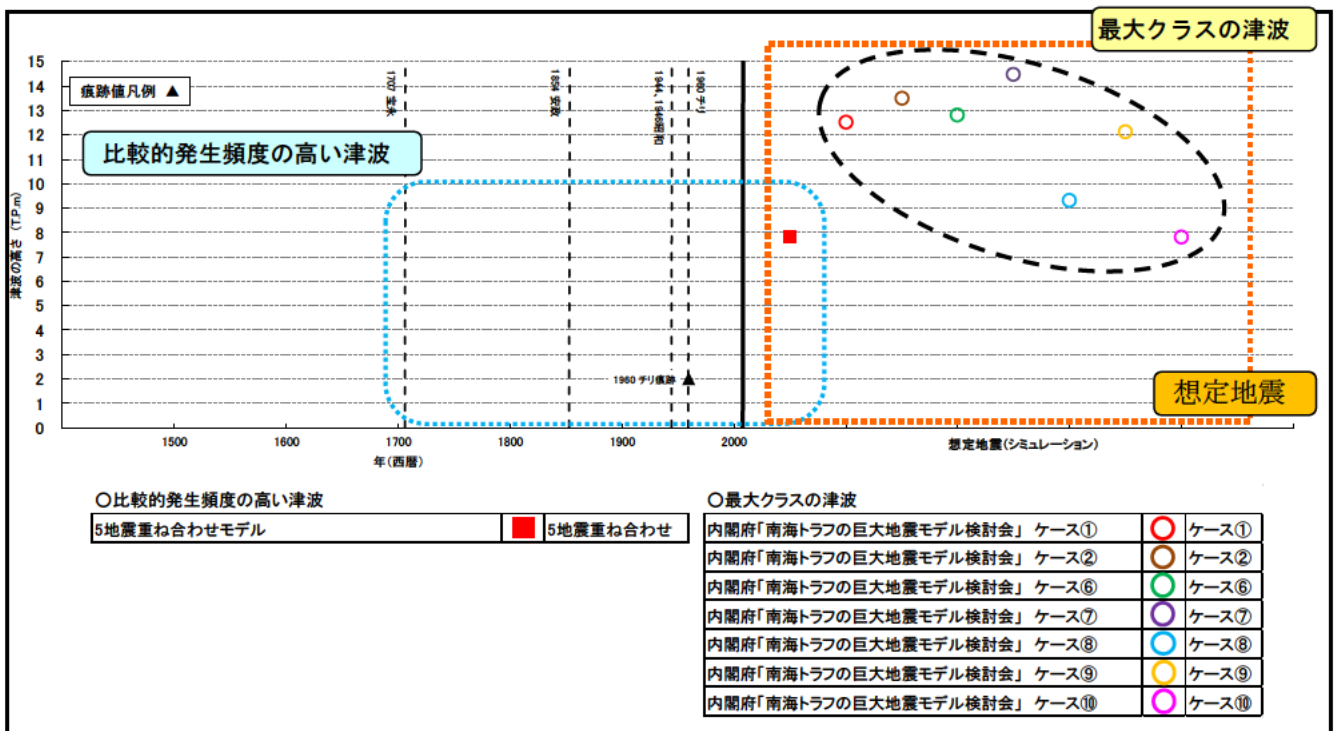 最大クラスの津波
15
14
13
12
11
10
9
8
7
6
5
4
3
2
1
0
津波の高さ (T.P.m)
痕跡値凡例 ▲
比較的発生頻度の高い津波
1707 宝永
1854 安政
1944, 1946昭和
1960 チリ
1960 チリ痕跡
想定地震
1500
1600
1700
1800
1900
2000
年(西暦)
想定地震(シミュレーション)
〇比較的発生頻度の高い津波
5地震重ね合わせモデル 5地震重ね合わせ
〇最大クラスの津波
内閣府「南海トラフの巨大地震モデル検討会」 ケース① ケース①
内閣府「南海トラフの巨大地震モデル検討会」 ケース② ケース②
内閣府「南海トラフの巨大地震モデル検討会」 ケース⑥ ケース⑥
内閣府「南海トラフの巨大地震モデル検討会」 ケース⑦ ケース⑦
内閣府「南海トラフの巨大地震モデル検討会」 ケース⑧ ケース⑧
内閣府「南海トラフの巨大地震モデル検討会」 ケース⑨ ケース⑨
内閣府「南海トラフの巨大地震モデル検討会」 ケース⑩ ケース⑩